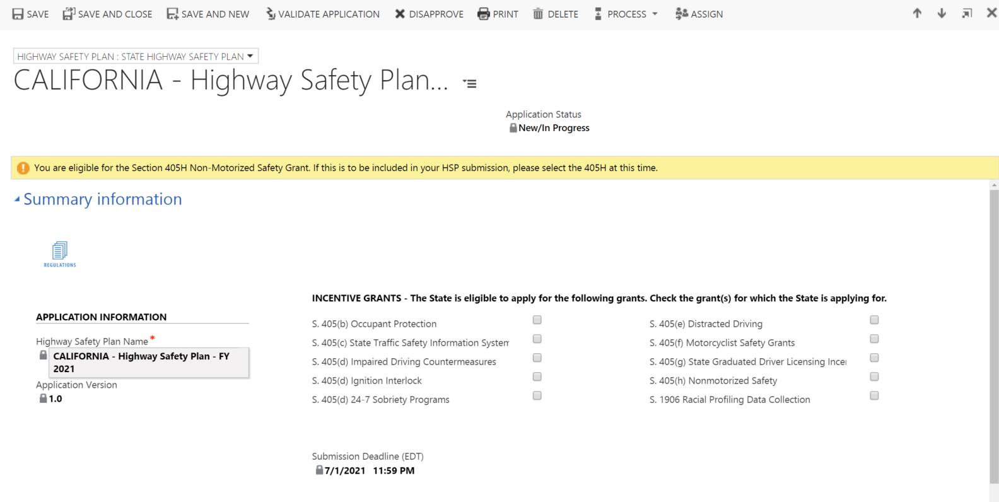 SAVE SAVE AND CLOSE SAVE AND NEW VALIDATE APPLICATION DISAPPROVE PRINT DELETE PROCESS ASSIGN
HIGHWAY SAFETY PLAN : STATE HIGHWAY SAFETY PLAN
CALIFORNIA - Highway Safety Plan...
Application Status
New/In Progress
You are eligible for the Section 405H Non-Motorized Safety Grant. If this is to be included in your HSP submission, please select the 405H at this time.
Summary information
REGULATIONS
APPLICATION INFORMATION
Highway Safety Plan Name *
CALIFORNIA - Highway Safety Plan - FY
2021
Application Version
1.0
INCENTIVE GRANTS - The State is eligible to apply for the following grants. Check the grant(s) for which the State is applying for.
S. 405(b) Occupant Protection
S. 405(c) State Traffic Safety Information System
S. 405(d) Impaired Driving Countermeasures
S. 405(d) Ignition Interlock
S. 405(d) 24-7 Sobriety Programs
S. 405(e) Distracted Driving
S. 405(f) Motorcyclist Safety Grants
S. 405(g) State Graduated Driver Licensing Incer
S. 405(h) Nonmotorized Safety
S. 1906 Racial Profiling Data Collection
Submission Deadline (EDT)
7/1/2021 11:59 PM